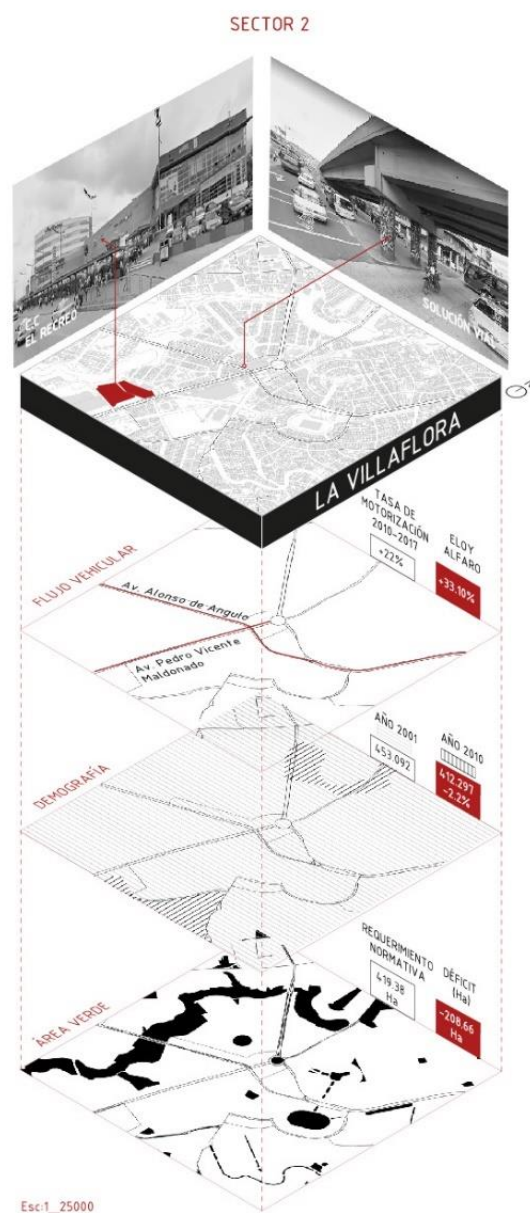 SECTOR 2
C.C
EL RECREO
SOLUCIÓN VIAL
LA VILLAFLORA
FLUJO VEHICULAR
TASA DE
MOTORIZACIÓN
2010-2017
+22%
ELOY
ALFARO
+33.10%
Av. Alonso de Angulo
Av. Pedro Vicente
Maldonado
DEMOGRAFÍA
AÑO 2001
453.092
AÑO 2010
412.297
-2.2%
AREA VERDE
REQUERIMIENTO
NORMATIVA
419.38
Ha
DÉFICIT
(Ha)
-208,66
Ha
Esc:1_25000